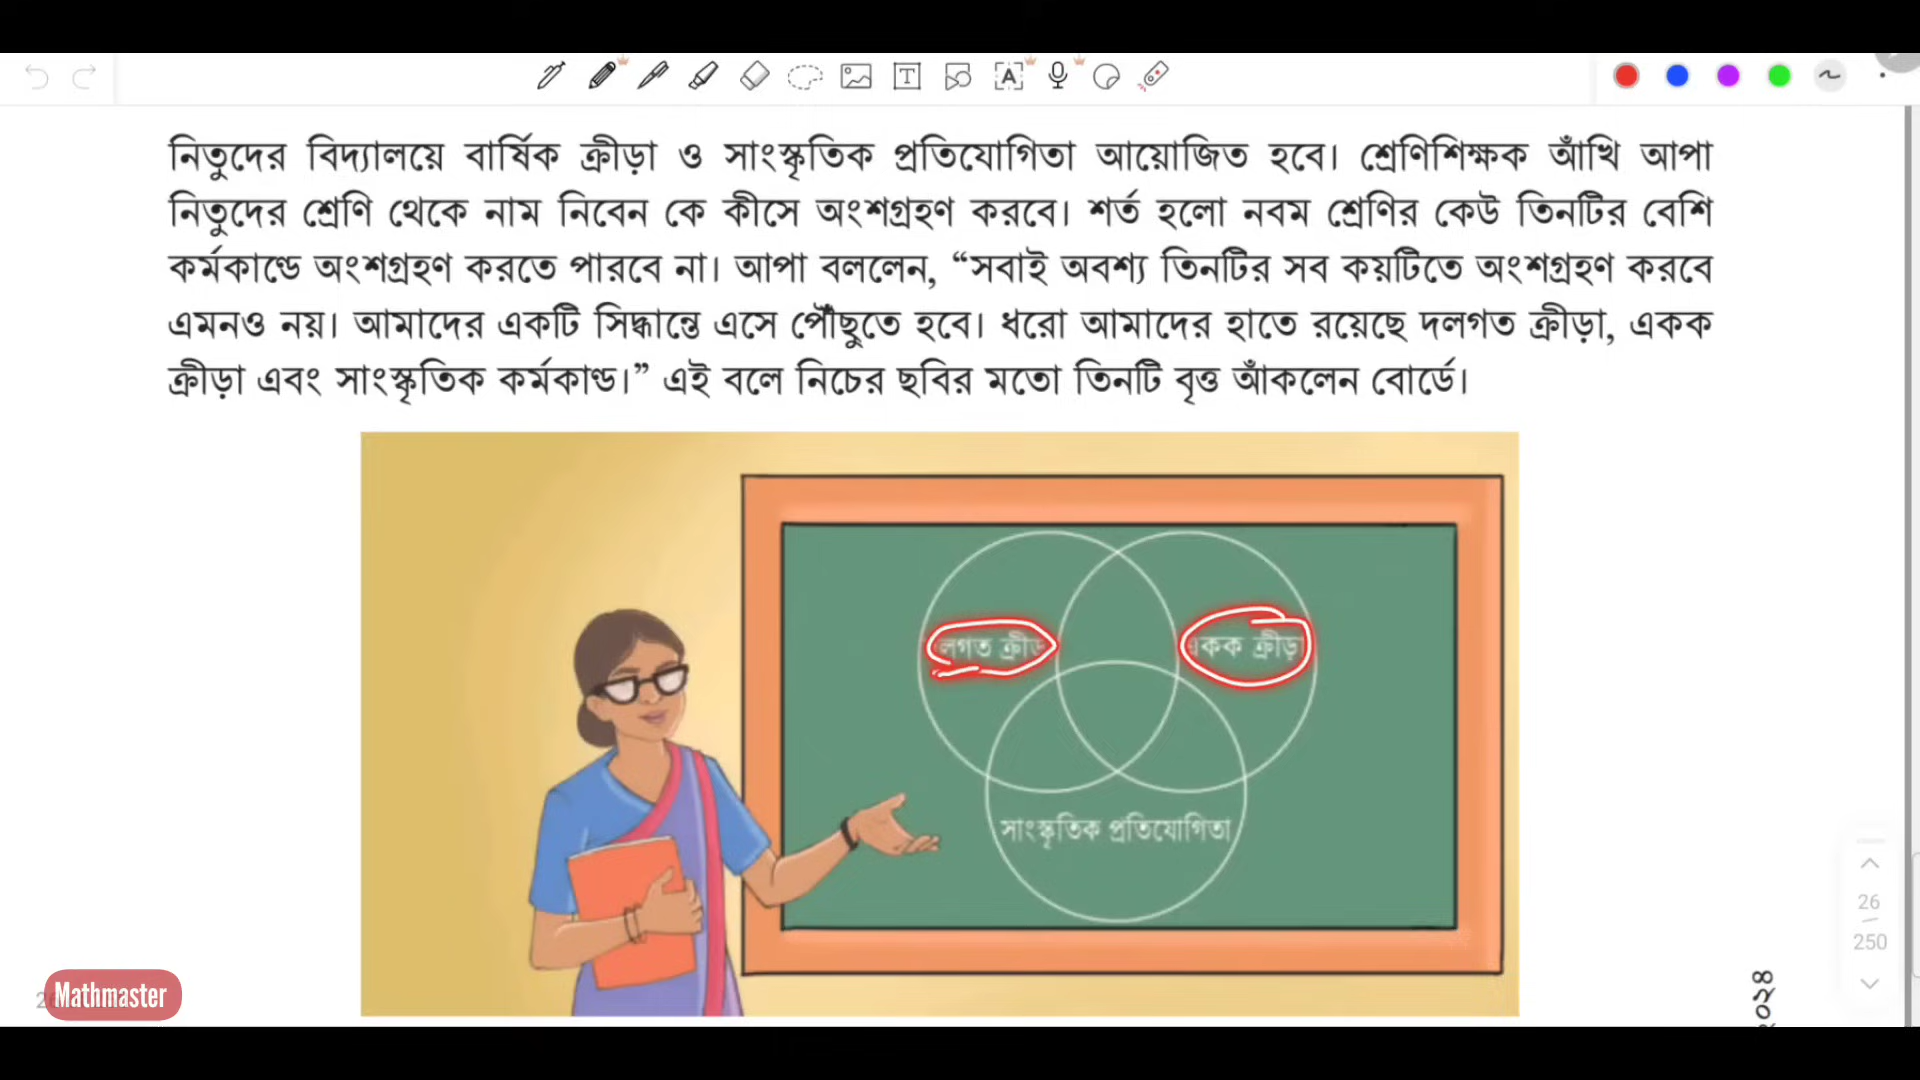 নিতুদের বিদ্যালয়ে বার্ষিক ক্রীড়া ও সাংস্কৃতিক প্রতিযোগিতা আয়োজিত হবে। শ্রেণিশিক্ষক আঁখি আপা
নিতুদের শ্রেণি থেকে নাম নিবেন কে কীসে অংশগ্রহণ করবে। শর্ত হলো নবম শ্রেণির কেউ তিনটির বেশি
কর্মকাণ্ডে অংশগ্রহণ করতে পারবে না। আপা বললেন, “সবাই অবশ্য তিনটির সব কয়টিতে অংশগ্রহণ করবে
এমনও নয়। আমাদের একটি সিদ্ধান্তে এসে পৌঁছুতে হবে। ধরো আমাদের হাতে রয়েছে দলগত ক্রীড়া, একক
ক্রীড়া এবং সাংস্কৃতিক কর্মকাণ্ড।” এই বলে নিচের ছবির মতো তিনটি বৃত্ত আঁকলেন বোর্ডে।
একক ক্রীড়া
সাংস্কৃতিক প্রতিযোগিতা
26
250
Mathmaster